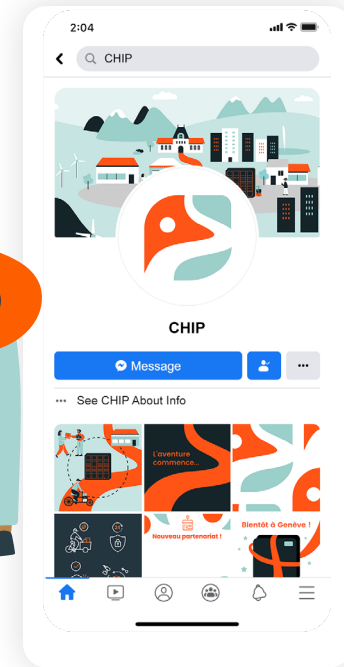 2:04
CHIP
CHIP
Message
See CHIP About Info
L'aventure
commence...
Nouveau partenariat !
Bientôt à Genève !